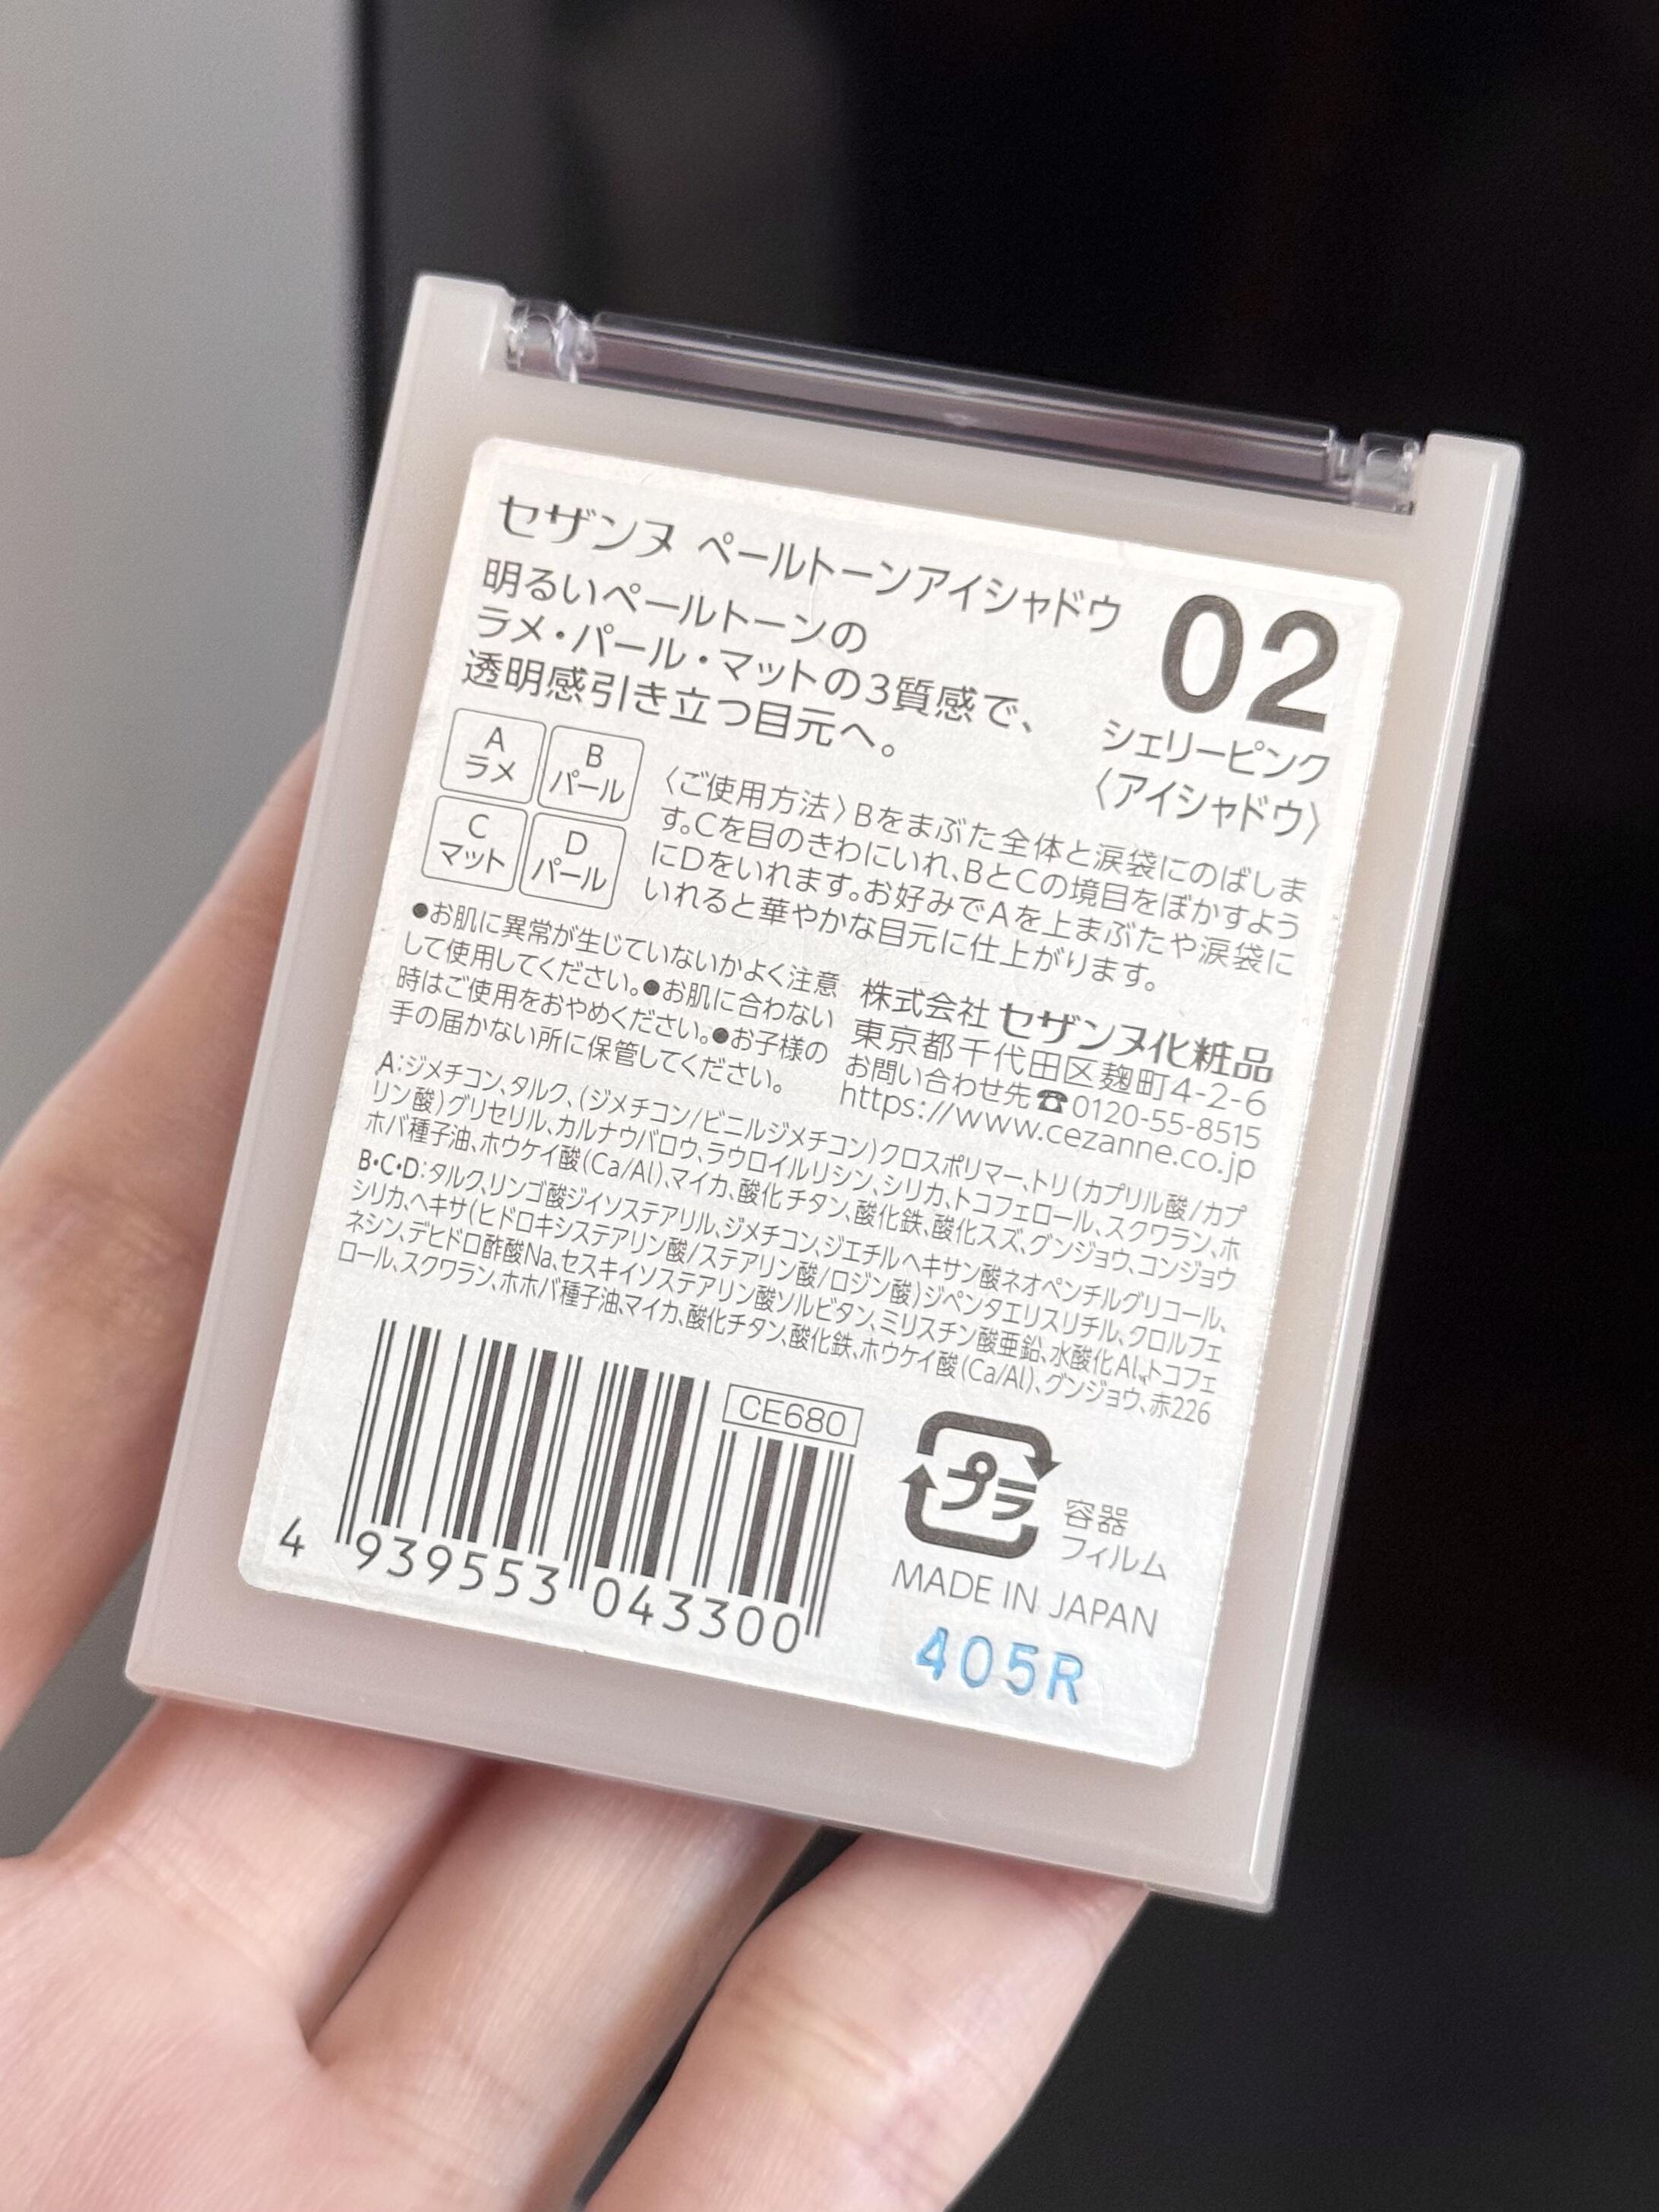 セザンヌ ペールトーンアイシャドウ
明るいペールトーンの
ラメ・パール・マットの3質感で、
透明感引き立つ目元へ。
02
シェリーピンク
〈アイシャドウ〉
A
ラメ
B
パール
C
マット
D
パール
〈ご使用方法〉Bをまぶた全体と涙袋にのばしま
す。Cを目のきわにいれ、BとCの境目をぼかすよう
にDをいれます。お好みでAを上まぶたや涙袋に
いれると華やかな目元に仕上がります。
●お肌に異常が生じていないかよく注意
して使用してください。●お肌に合わない
時はご使用をおやめください。●お子様の
手の届かない所に保管してください。
株式会社 セザンヌ化粧品
東京都千代田区麹町4-2-6
お問い合わせ先☎0120-55-8515
https://www.cezanne.co.jp
A:ジメチコン、タルク、(ジメチコン/ビニルジメチコン)クロスポリマー、トリ(カプリル酸/カプ
リン酸)グリセリル、カルナウバロウ、ラウロイルリシン、シリカ、トコフェロール、スクワラン、ホ
ホバ種子油、ホウケイ酸(Ca/Al)、マイカ、酸化チタン、酸化鉄、酸化スズ、グンジョウ、コンジョウ
B・C・D:タルク、リンゴ酸ジイソステアリル、ジメチコン、ジエチルヘキサン酸ネオペンチルグリコール、
シリカ、ヘキサ(ヒドロキシステアリン酸/ステアリン酸/ロジン酸)ジペンタエリスリチル、クロルフェ
ネシン、デヒドロ酢酸Na、セスキイソステアリン酸ソルビタン、ミリスチン酸亜鉛、水酸化Al、トコフェ
ロール、スクワラン、ホホバ種子油、マイカ、酸化チタン、酸化鉄、ホウケイ酸(Ca/Al)、グンジョウ、赤226
CE680
4 939553 043300
プラ
容器
フィルム
MADE IN JAPAN
405R